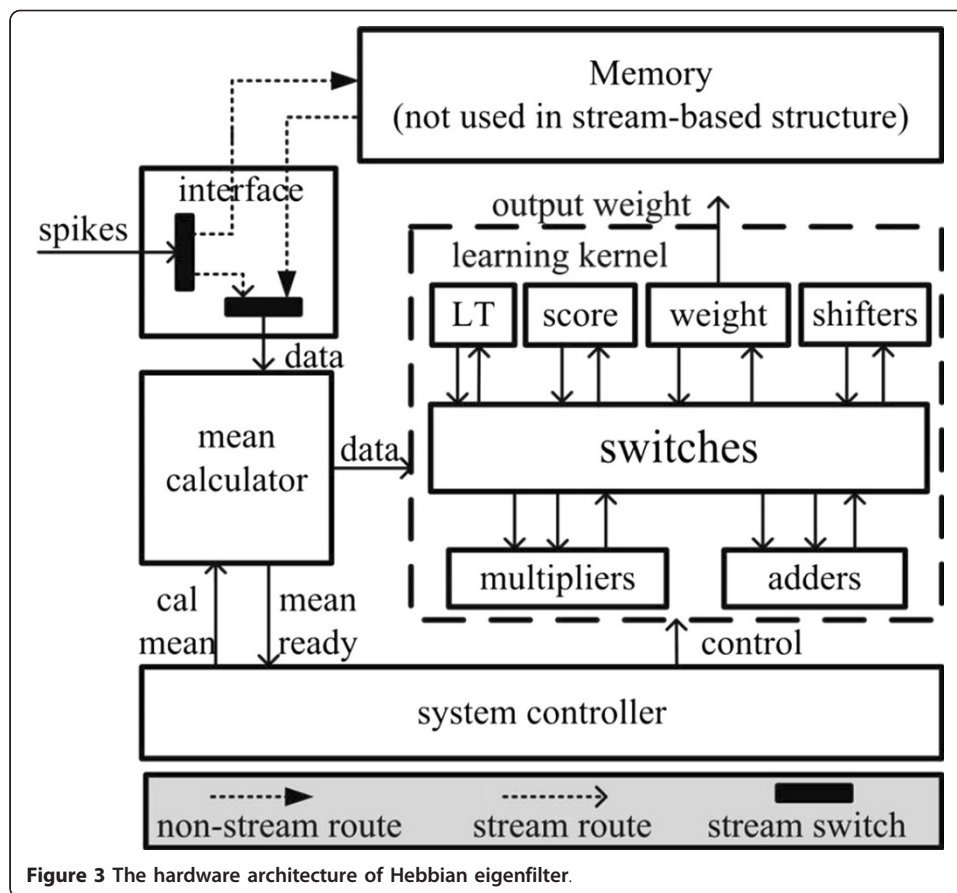 Memory
(not used in stream-based structure)
interface
spikes
output weight
learning kernel
LT
score
weight
shifters
data
mean
calculator
data
switches
multipliers
adders
cal
mean
mean
ready
control
system controller
non-stream route
stream route
stream switch
Figure 3 The hardware architecture of Hebbian eigenfilter.